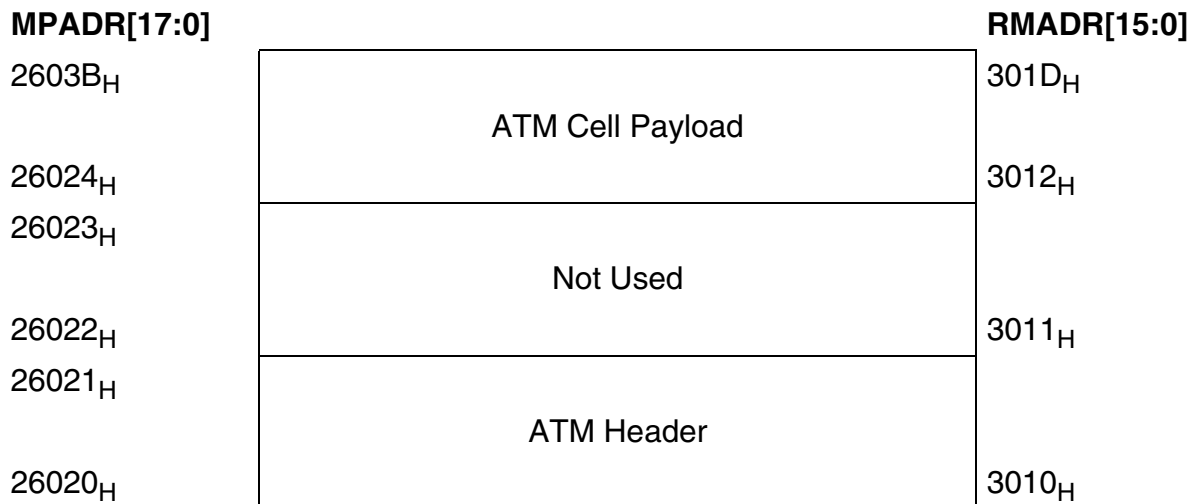 MPADR[17:0] RMADR[15:0]
2603BH 301DH
ATM Cell Payload
26024H 3012H
26023H
Not Used
26022H 3011H
26021H
ATM Header
26020H 3010H